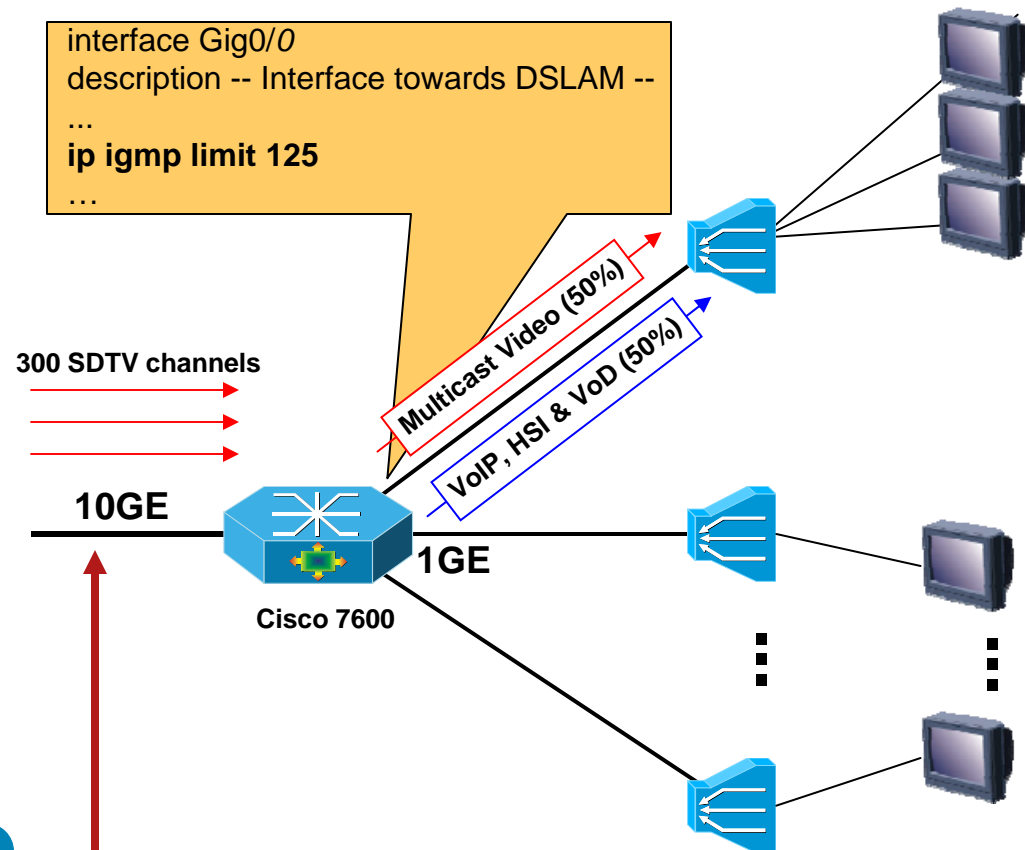 interface Gig0/0
description -- Interface towards DSLAM --
...
ip igmp limit 125
…
Multicast Video (50%)
VoIP, HSI & VoD (50%)
300 SDTV channels
10GE
1GE
Cisco 7600